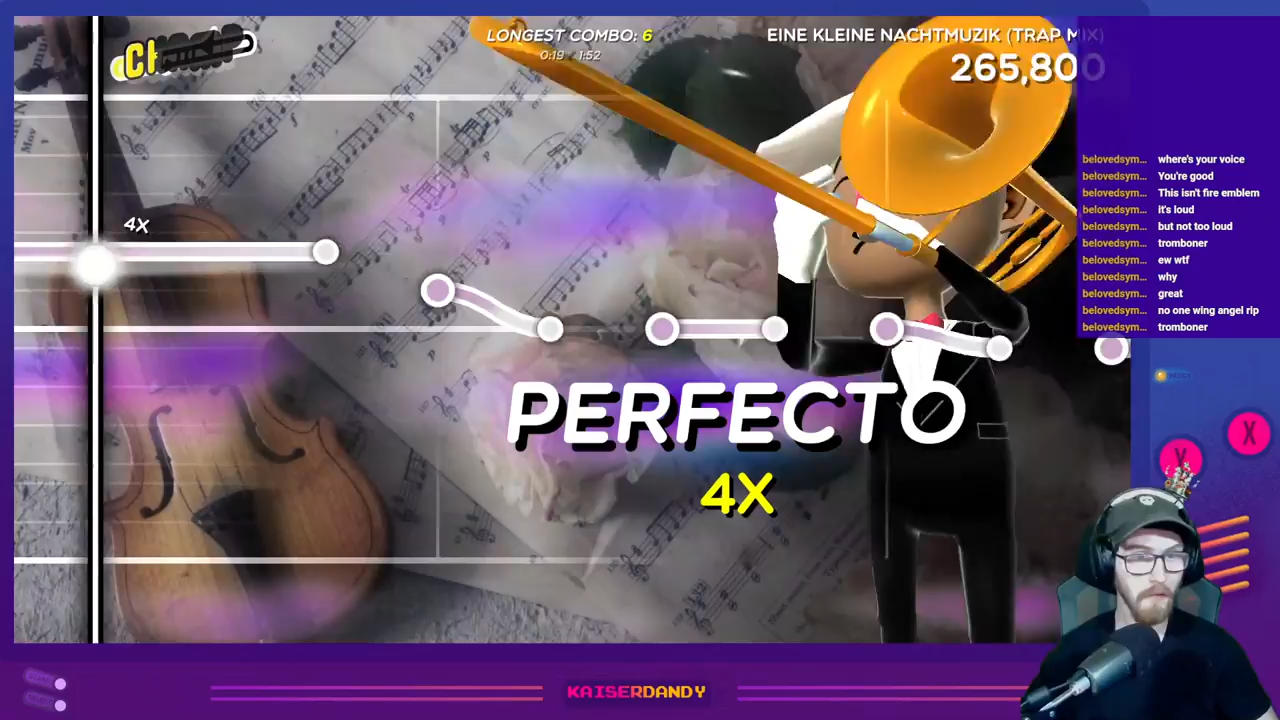 LONGEST COMBO: 6
0:19 1:52
EINE KLEINE NACHTMUZIK (TRAP MIX)
265,800
4X
PERFECTO
4X
belovedsym... where's your voice
belovedsym... You're good
belovedsym... This isn't fire emblem
belovedsym... it's loud
belovedsym... but not too loud
belovedsym... tromboner
belovedsym... ew wtf
belovedsym... why
belovedsym... great
belovedsym... no one wing angel rip
belovedsym... tromboner
X
Y
KAISERDANDY